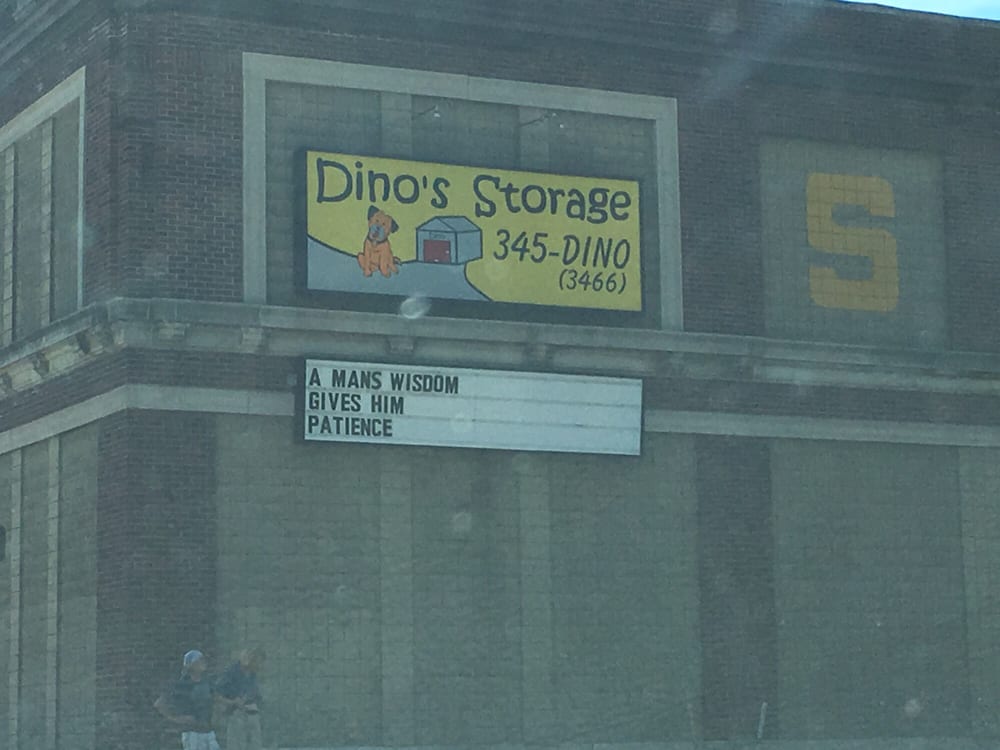 Dino's Storage
345-DINO
(3466)
S
A MANS WISDOM
GIVES HIM
PATIENCE